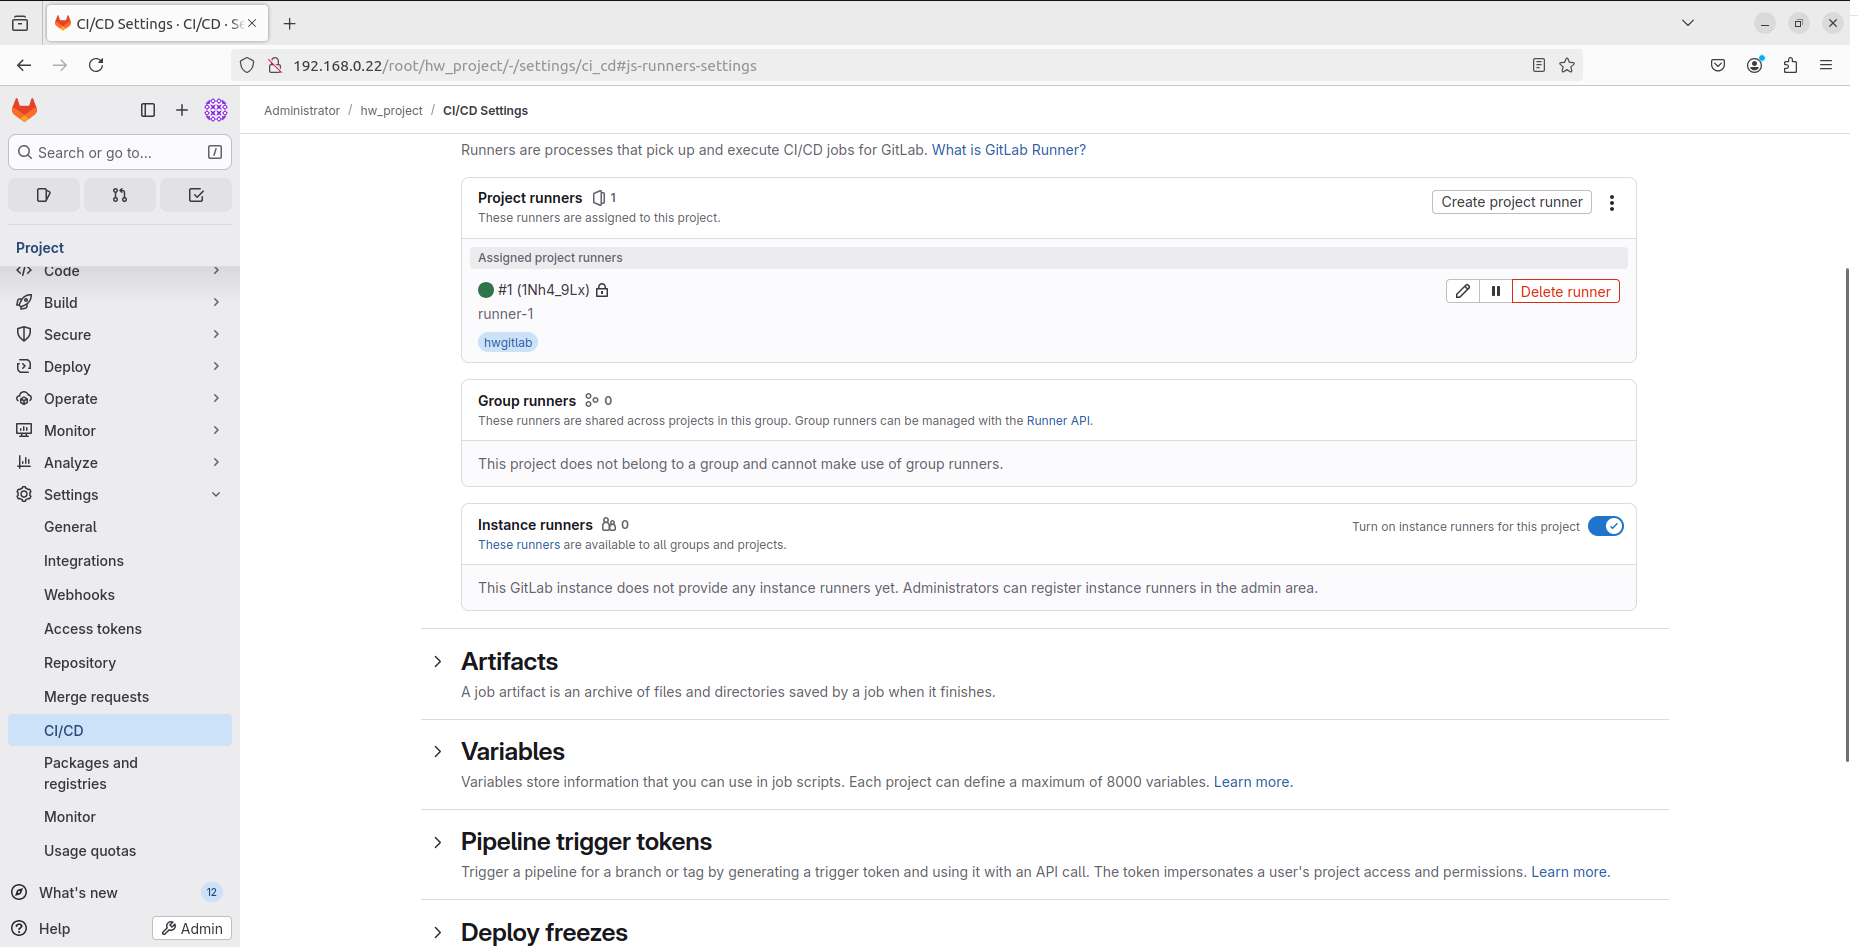 CI/CD Settings · CI/CD · Se
192.168.0.22/root/hw_project/-/settings/ci_cd#js-runners-settings
Administrator / hw_project / CI/CD Settings
Search or go to... /
Project
Code
Build
Secure
Deploy
Operate
Monitor
Analyze
Settings
General
Integrations
Webhooks
Access tokens
Repository
Merge requests
CI/CD
Packages and
registries
Monitor
Usage quotas
What's new 12
Help Admin
Runners are processes that pick up and execute CI/CD jobs for GitLab. What is GitLab Runner?
Project runners 1
Create project runner
These runners are assigned to this project.
Assigned project runners
#1 (1Nh4_9Lx)
Delete runner
runner-1
hwgitlab
Group runners 0
These runners are shared across projects in this group. Group runners can be managed with the Runner API.
This project does not belong to a group and cannot make use of group runners.
Instance runners 0
Turn on instance runners for this project
These runners are available to all groups and projects.
This GitLab instance does not provide any instance runners yet. Administrators can register instance runners in the admin area.
Artifacts
A job artifact is an archive of files and directories saved by a job when it finishes.
Variables
Variables store information that you can use in job scripts. Each project can define a maximum of 8000 variables. Learn more.
Pipeline trigger tokens
Trigger a pipeline for a branch or tag by generating a trigger token and using it with an API call. The token impersonates a user's project access and permissions. Learn more.
Deploy freezes